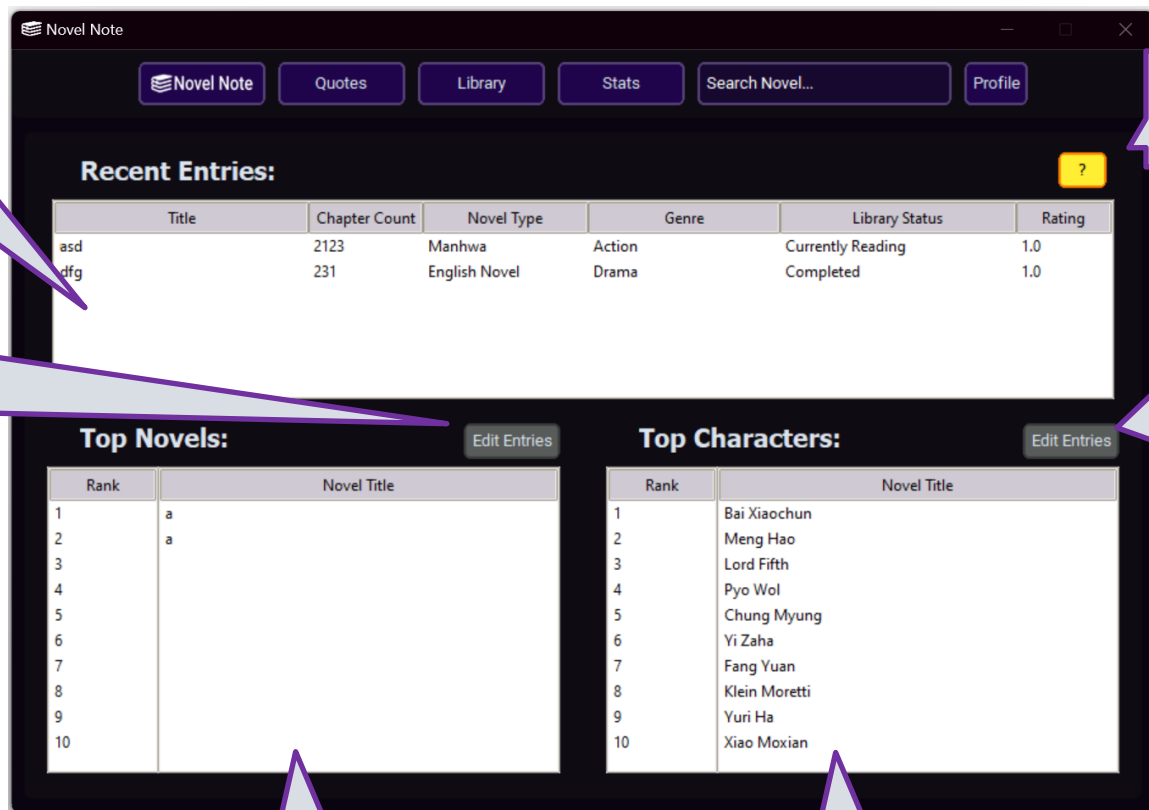 Novel Note
Novel Note Quotes Library Stats Search Novel... Profile
Recent Entries: ?
Title Chapter Count Novel Type Genre Library Status Rating
asd 2123 Manhwa Action Currently Reading 1.0
dfg 231 English Novel Drama Completed 1.0
Top Novels: Edit Entries
Rank Novel Title
1 a
2 a
3
4
5
6
7
8
9
10
Top Characters: Edit Entries
Rank Novel Title
1 Bai Xiaochun
2 Meng Hao
3 Lord Fifth
4 Pyo Wol
5 Chung Myung
6 Yi Zaha
7 Fang Yuan
8 Klein Moretti
9 Yuri Ha
10 Xiao Moxian